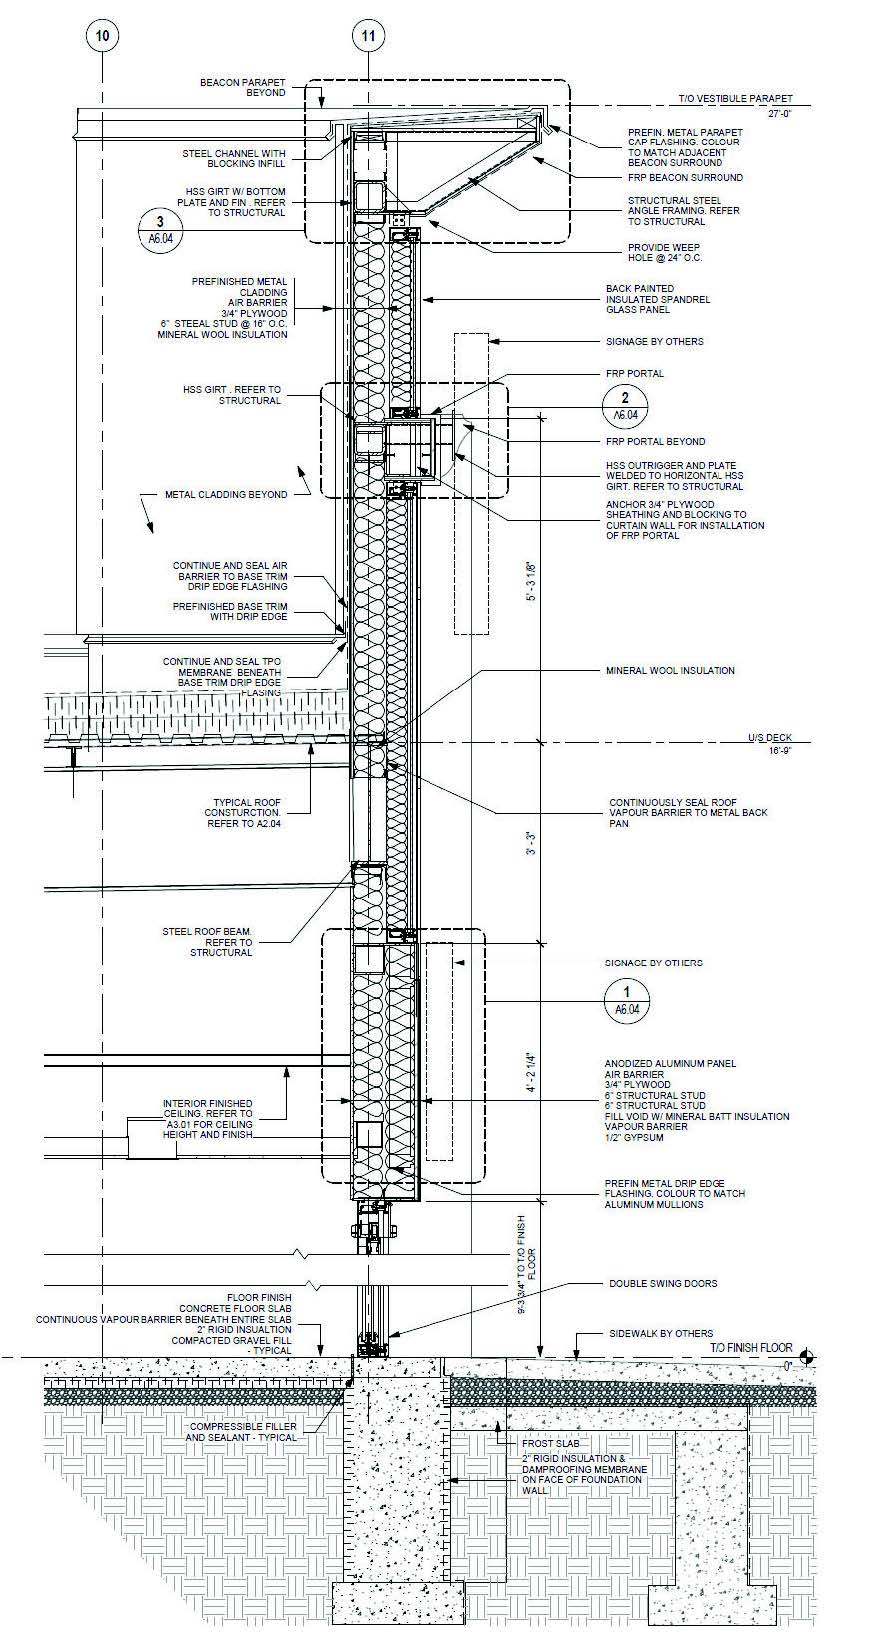 10
11
BEACON PARAPET
BEYOND
T/O VESTIBULE PARAPET
27'-0"
PREFIN. METAL PARAPET
CAP FLASHING. COLOUR
TO MATCH ADJACENT
BEACON SURROUND
STEEL CHANNEL WITH
BLOCKING INFILL
FRP BEACON SURROUND
HSS GIRT W/ BOTTOM
PLATE AND FIN . REFER
TO STRUCTURAL
STRUCTURAL STEEL
ANGLE FRAMING. REFER
TO STRUCTURAL
3
A6.04
PROVIDE WEEP
HOLE @ 24" O.C.
PREFINISHED METAL
CLADDING
AIR BARRIER
3/4" PLYWOOD
6" STEEAL STUD @ 16" O.C.
MINERAL WOOL INSULATION
BACK PAINTED
INSULATED SPANDREL
GLASS PANEL
SIGNAGE BY OTHERS
FRP PORTAL
HSS GIRT . REFER TO
STRUCTURAL
2
A6.04
FRP PORTAL BEYOND
HSS OUTRIGGER AND PLATE
WELDED TO HORIZONTAL HSS
GIRT. REFER TO STRUCTURAL
METAL CLADDING BEYOND
ANCHOR 3/4" PLYWOOD
SHEATHING AND BLOCKING TO
CURTAIN WALL FOR INSTALLATION
OF FRP PORTAL
5' - 3 1/8"
CONTINUE AND SEAL AIR
BARRIER TO BASE TRIM
DRIP EDGE FLASHING
PREFINISHED BASE TRIM
WITH DRIP EDGE
CONTINUE AND SEAL TPO
MEMBRANE BENEATH
BASE TRIM DRIP EDGE
FLASING
MINERAL WOOL INSULATION
U/S DECK
16'-9"
TYPICAL ROOF
CONSTURCTION.
REFER TO A2.04
CONTINUOUSLY SEAL ROOF
VAPOUR BARRIER TO METAL BACK
PAN
3' - 3"
STEEL ROOF BEAM.
REFER TO
STRUCTURAL
SIGNAGE BY OTHERS
1
A6.04
4' - 2 1/4"
ANODIZED ALUMINUM PANEL
AIR BARRIER
3/4" PLYWOOD
6" STRUCTURAL STUD
6" STRUCTURAL STUD
FILL VOID W/ MINERAL BATT INSULATION
VAPOUR BARRIER
1/2" GYPSUM
INTERIOR FINISHED
CEILING. REFER TO
A3.01 FOR CEILING
HEIGHT AND FINISH
PREFIN METAL DRIP EDGE
FLASHING. COLOUR TO MATCH
ALUMINUM MULLIONS
9'-3 3/4" TO T/O FINISH
FLOOR
DOUBLE SWING DOORS
FLOOR FINISH
CONCRETE FLOOR SLAB
CONTINUOUS VAPOUR BARRIER BENEATH ENTIRE SLAB
2" RIGID INSUALTION
COMPACTED GRAVEL FILL
- TYPICAL
SIDEWALK BY OTHERS
T/O FINISH FLOOR
0"
COMPRESSIBLE FILLER
AND SEALANT - TYPICAL
FROST SLAB
2" RIGID INSULATION &
DAMPROOFING MEMBRANE
ON FACE OF FOUNDATION
WALL